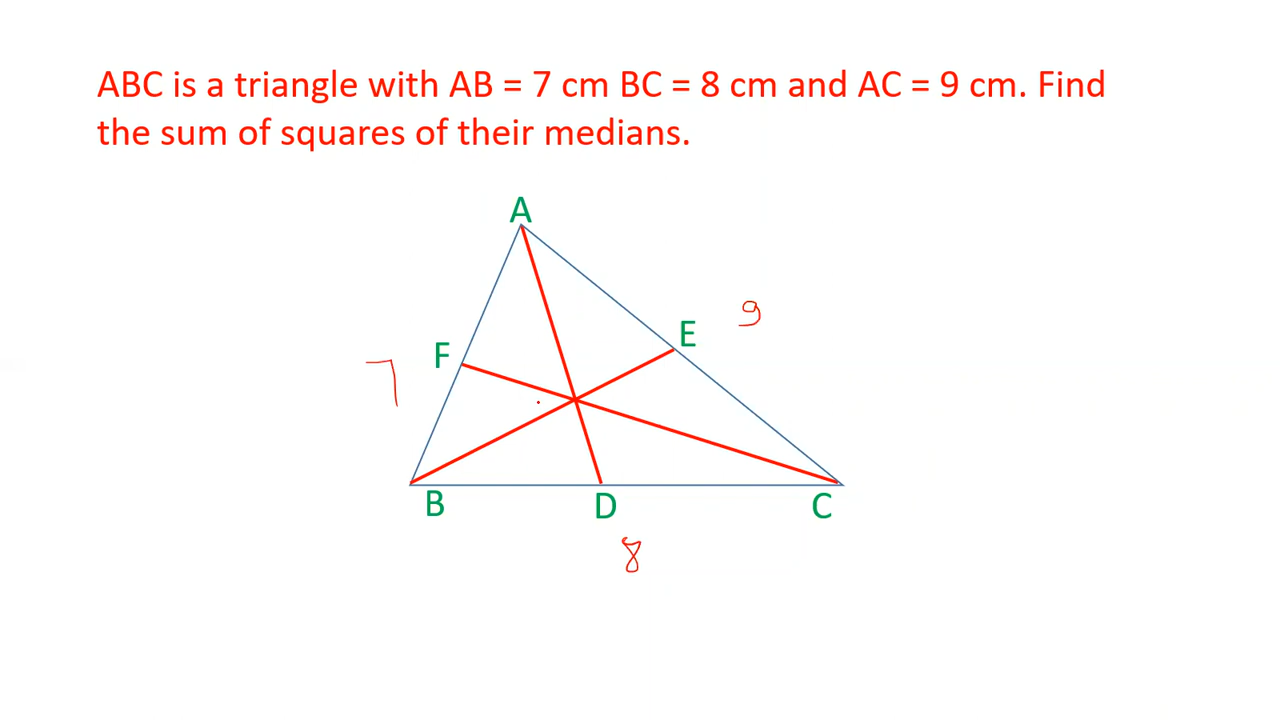 ABC is a triangle with AB = 7 cm BC = 8 cm and AC = 9 cm. Find
the sum of squares of their medians.
A
9
E
F
7
B
D
C
8